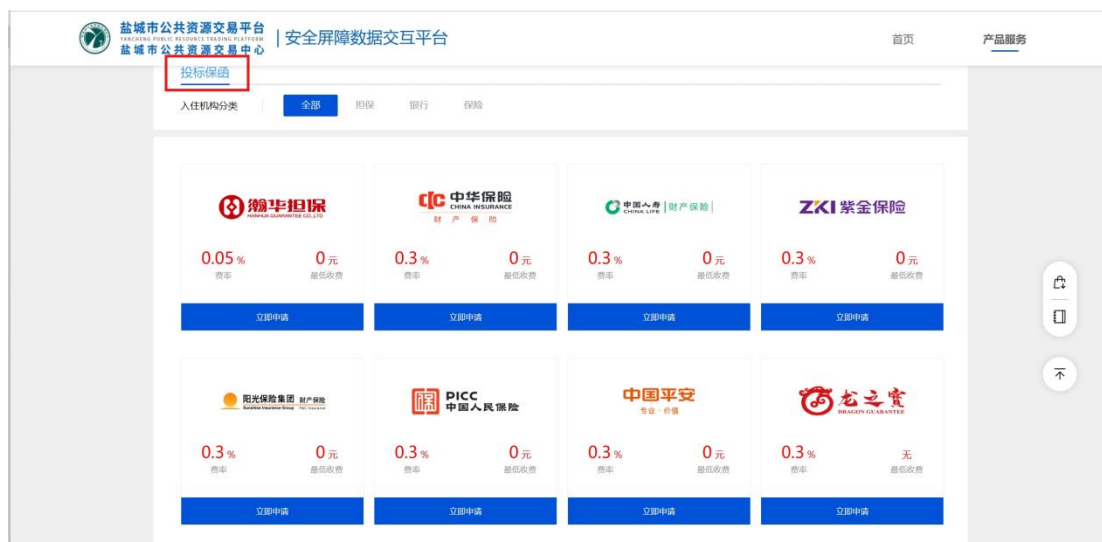 盐城市公共资源交易平台
YANCHENG PUBLIC RESOURCE TRADING PLATFORM
盐城市公共资源交易中心
安全屏障数据交互平台
首页
产品服务
投标保函
入住机构分类
全部
担保
银行
保险
瀚华担保
HANHUA GUARANTEE CO., LTD
中华保险
CHINA INSURANCE
财产保险
中国人寿
CHINA LIFE
财产保险
ZKI 紫金保险
0.05 %
0 元
0.3 %
0 元
0.3 %
0 元
0.3 %
0 元
费率
最低收费
费率
最低收费
费率
最低收费
费率
最低收费
立即申请
立即申请
立即申请
立即申请
阳光保险集团 财产保险
Sunshine Insurance Group P&C Insurance
PICC
中国人民保险
中国平安
专业·价值
龙之寰
DRAGON GUARANTEE
0.3 %
0 元
0.3 %
0 元
0.3 %
0 元
0.3 %
无
费率
最低收费
费率
最低收费
费率
最低收费
费率
最低收费
立即申请
立即申请
立即申请
立即申请